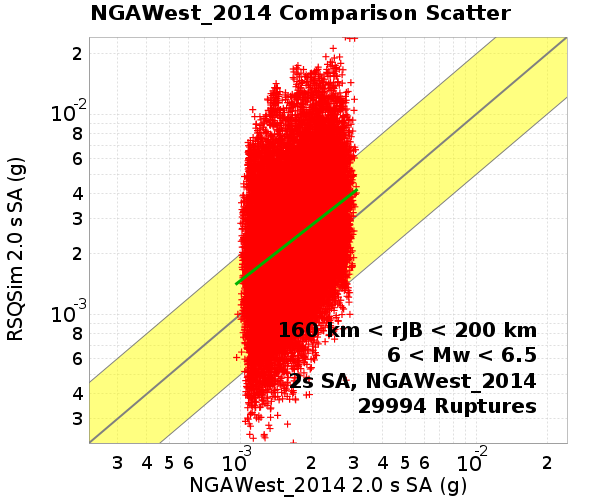 NGAWest_2014 Comparison Scatter
RSQSim 2.0 s SA (g)
2
10-2
8
6
4
3
2
10-3
8
6
4
3
160 km < rJB < 200 km
6 < Mw < 6.5
2s SA, NGAWest_2014
29994 Ruptures
3 4 5 6 10-3 2 3 4 5 6 10-2 2
NGAWest_2014 2.0 s SA (g)